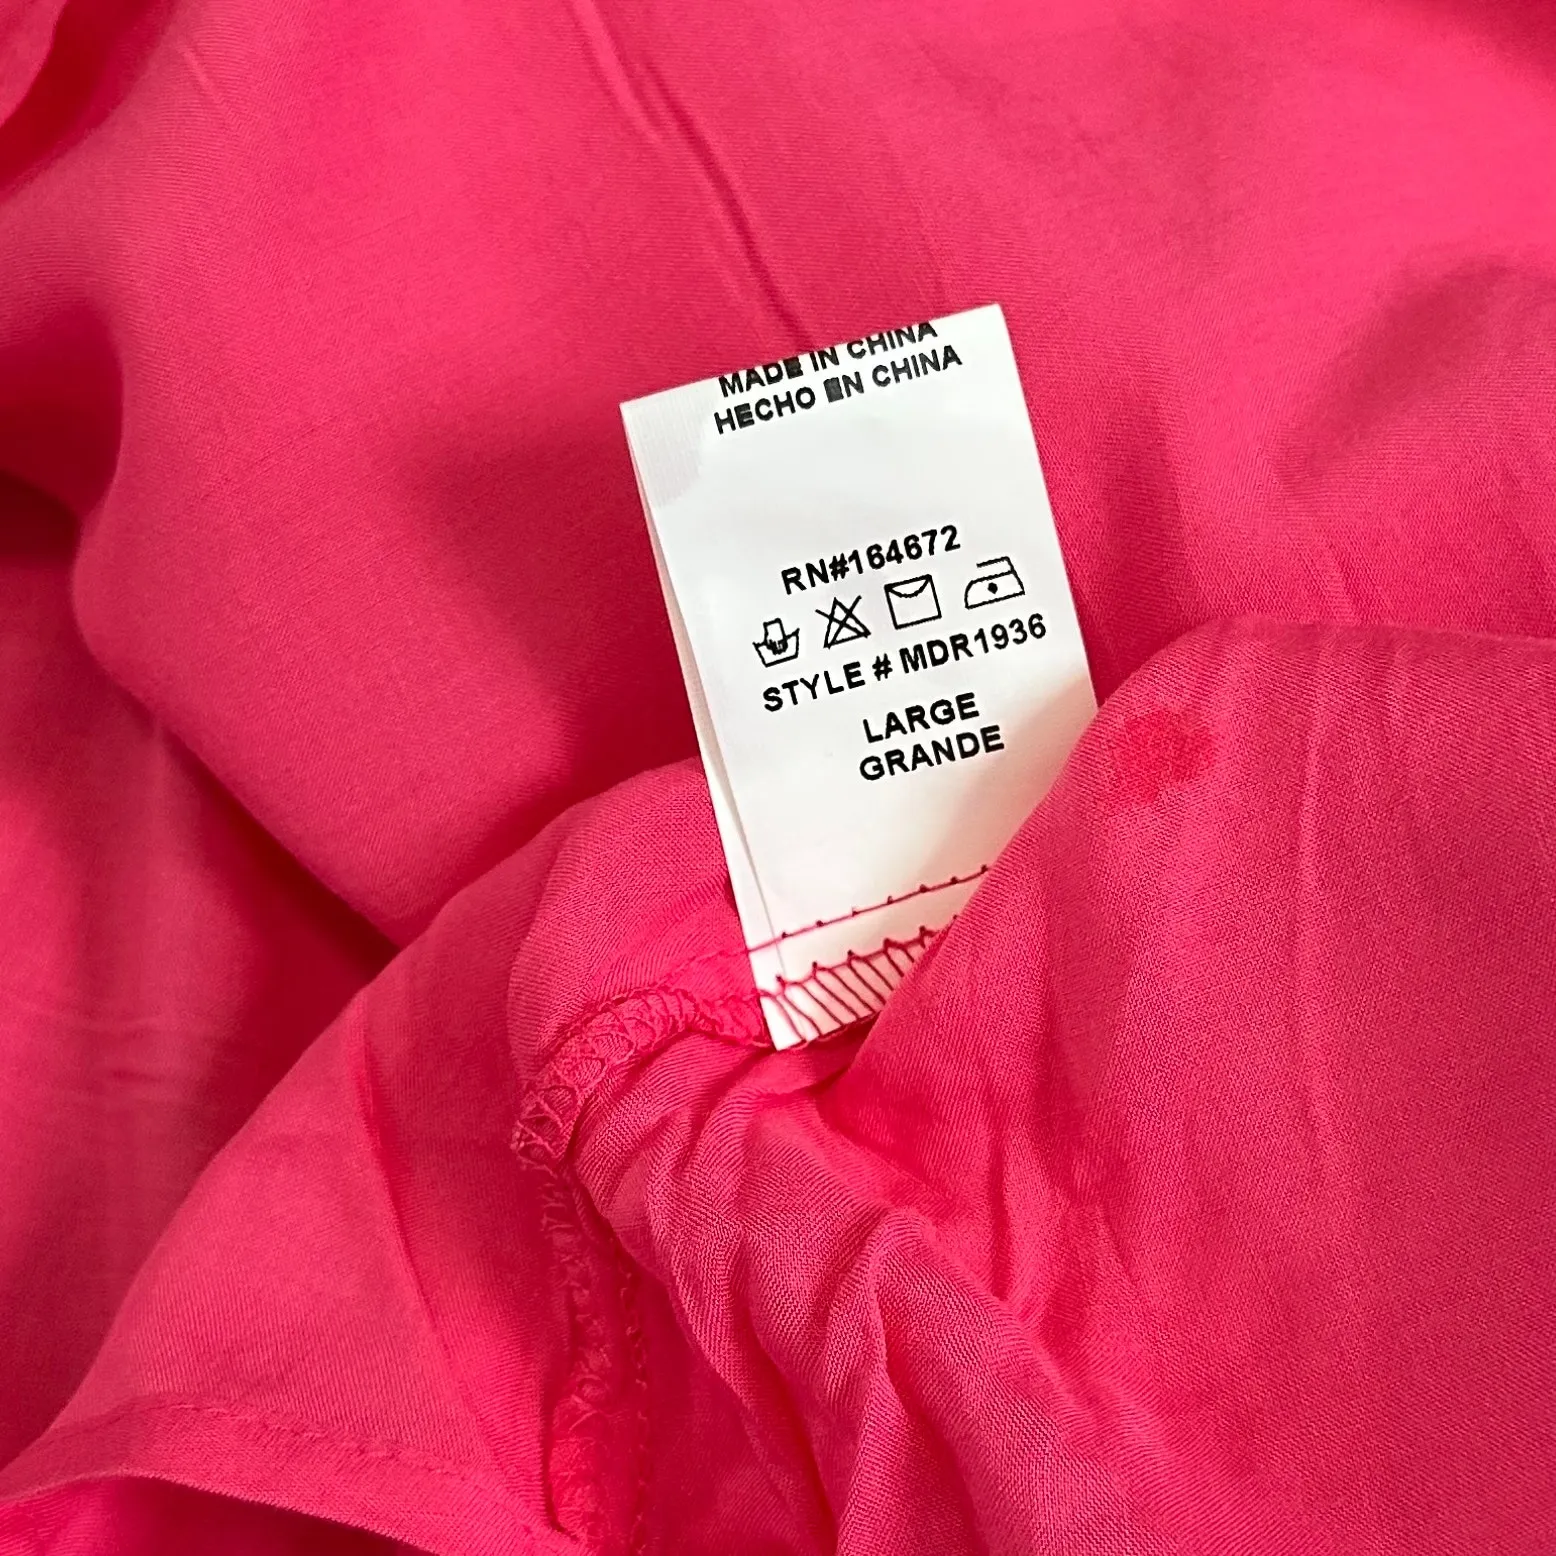 MADE IN CHINA
HECHO EN CHINA
RN#164672
STYLE # MDR1936
LARGE
GRANDE